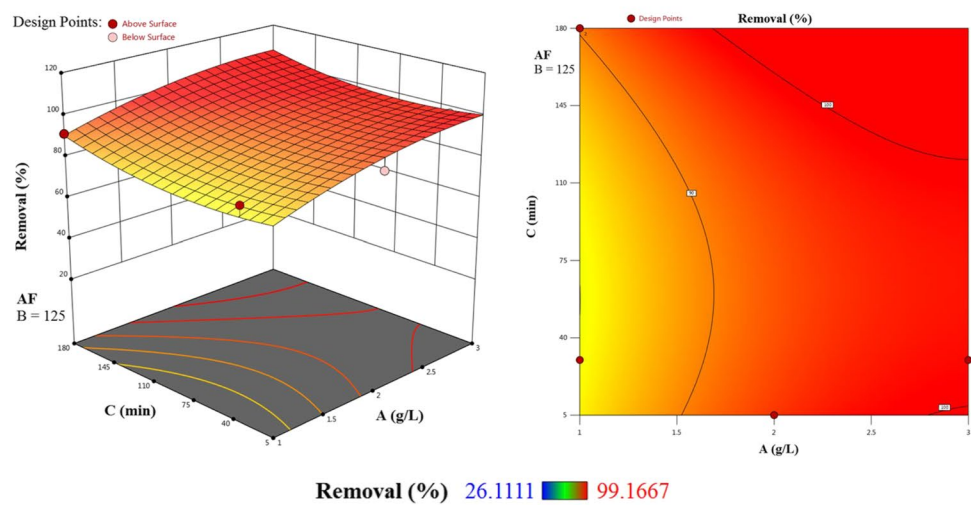 Design Points:
Above Surface
Below Surface
AF
B = 125
Removal (%)
120
100
80
60
40
20
180
145
110
75
40
5
C (min)
1
1.5
2
2.5
3
A (g/L)
Design Points
Removal (%)
AF
B = 125
C (min)
180
145
110
75
40
5
100
90
100
1
1.5
2
2.5
3
A (g/L)
Removal (%) 26.1111 99.1667